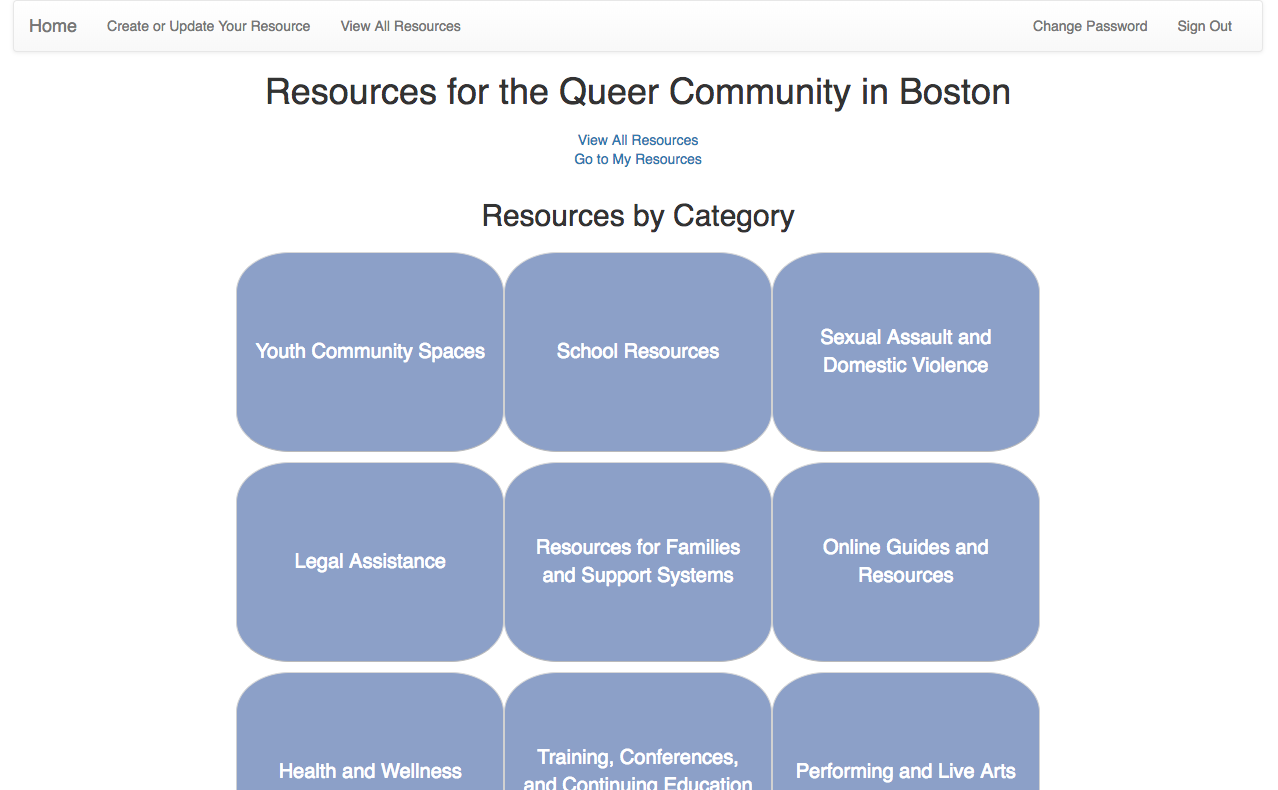 Home Create or Update Your Resource View All Resources Change Password Sign Out
Resources for the Queer Community in Boston
View All Resources
Go to My Resources
Resources by Category
Youth Community Spaces
School Resources
Sexual Assault and
Domestic Violence
Legal Assistance
Resources for Families
and Support Systems
Online Guides and
Resources
Health and Wellness
Training, Conferences,
and Continuing Education
Performing and Live Arts